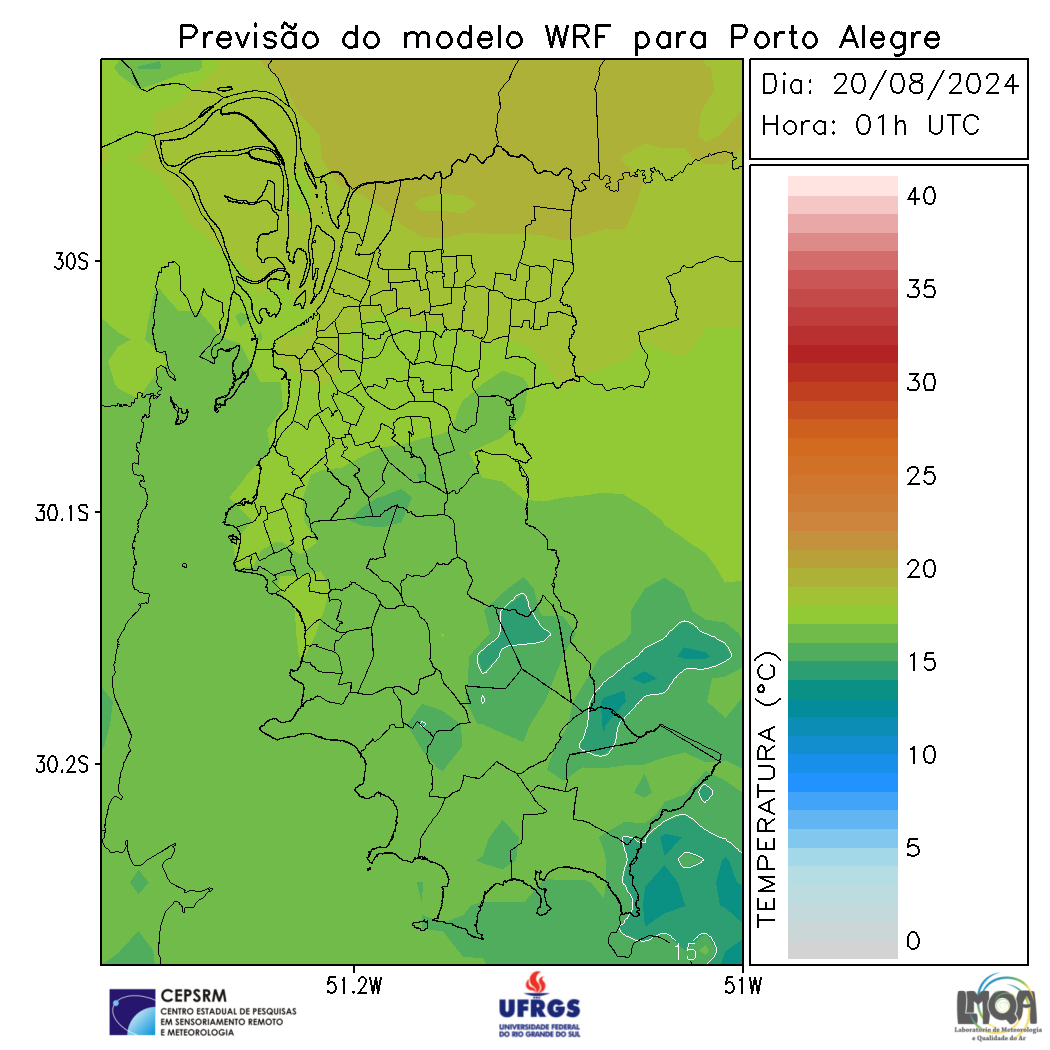 Previsão do modelo WRF para Porto Alegre
Dia: 20/08/2024
Hora: 01h UTC
40
35
30
25
20
15
10
5
0
TEMPERATURA (°C)
30S
30.1S
30.2S
15
51.2W
51W
CEPSRM
CENTRO ESTADUAL DE PESQUISAS
EM SENSORIAMENTO REMOTO
E METEOROLOGIA
UFRGS
UNIVERSIDADE FEDERAL
DO RIO GRANDE DO SUL
LMQA
Laboratório de Meteorologia
e Qualidade do Ar